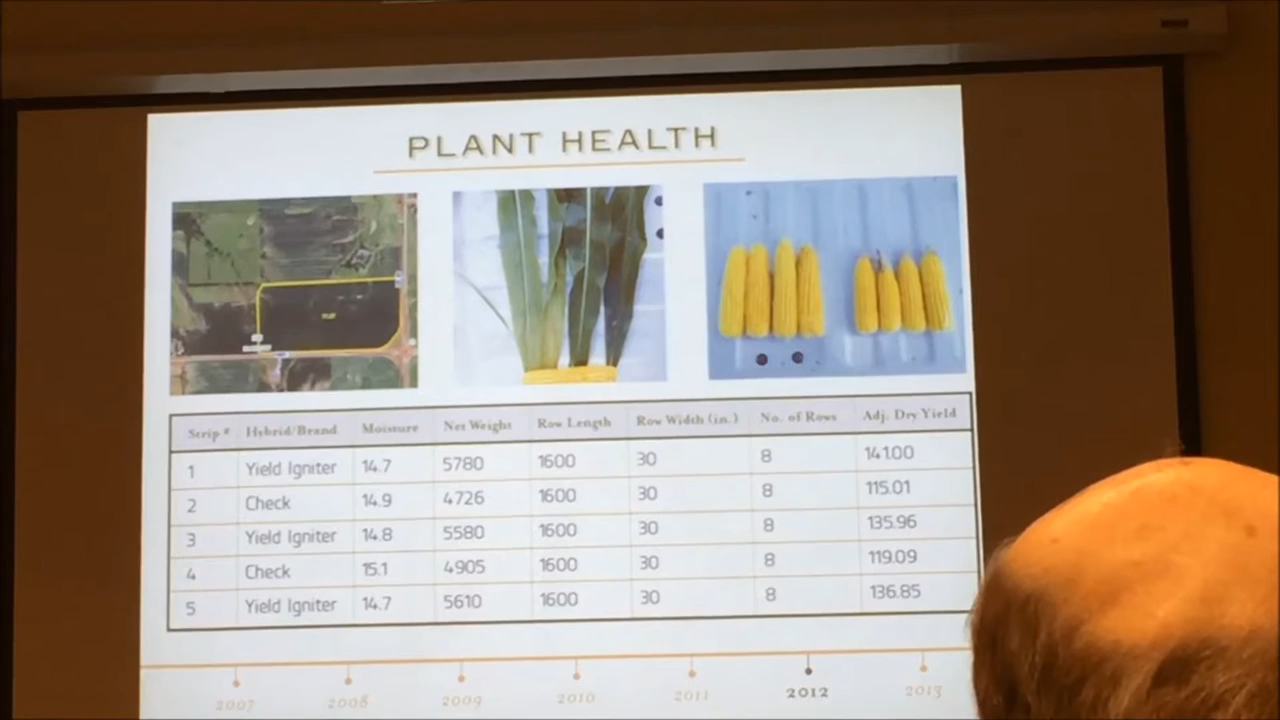 PLANT HEALTH
Strip # Hybrid/Brand Moisture Net Weight Row Length Row Width (in.) No. of Rows Adj. Dry Yield
1 Yield Igniter 14.7 5780 1600 30 8 141.00
2 Check 14.9 4726 1600 30 8 115.01
3 Yield Igniter 14.8 5580 1600 30 8 135.96
4 Check 15.1 4905 1600 30 8 119.09
5 Yield Igniter 14.7 5610 1600 30 8 136.85
2007 2008 2009 2010 2011 2012 2013